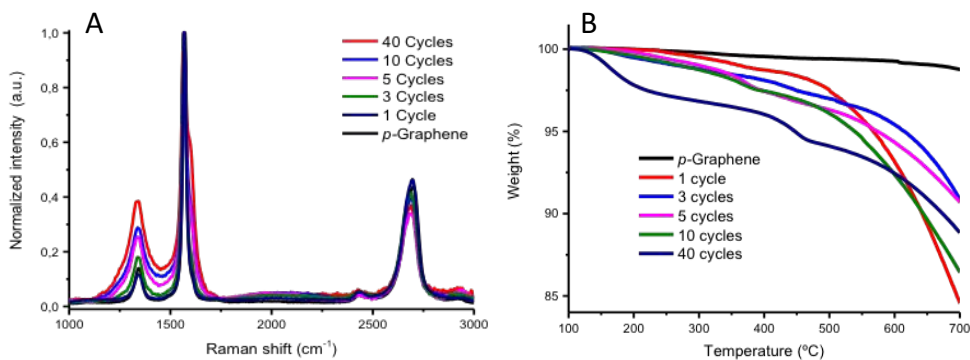 A
Normalized intensity (a.u.)
1,0
0,8
0,6
0,4
0,2
0,0
40 Cycles
10 Cycles
5 Cycles
3 Cycles
1 Cycle
p-Graphene
1000 1500 2000 2500 3000
Raman shift (cm⁻¹)
B
Weight (%)
100
95
90
85
p-Graphene
1 cycle
3 cycles
5 cycles
10 cycles
40 cycles
100 200 300 400 500 600 700
Temperature (ºC)